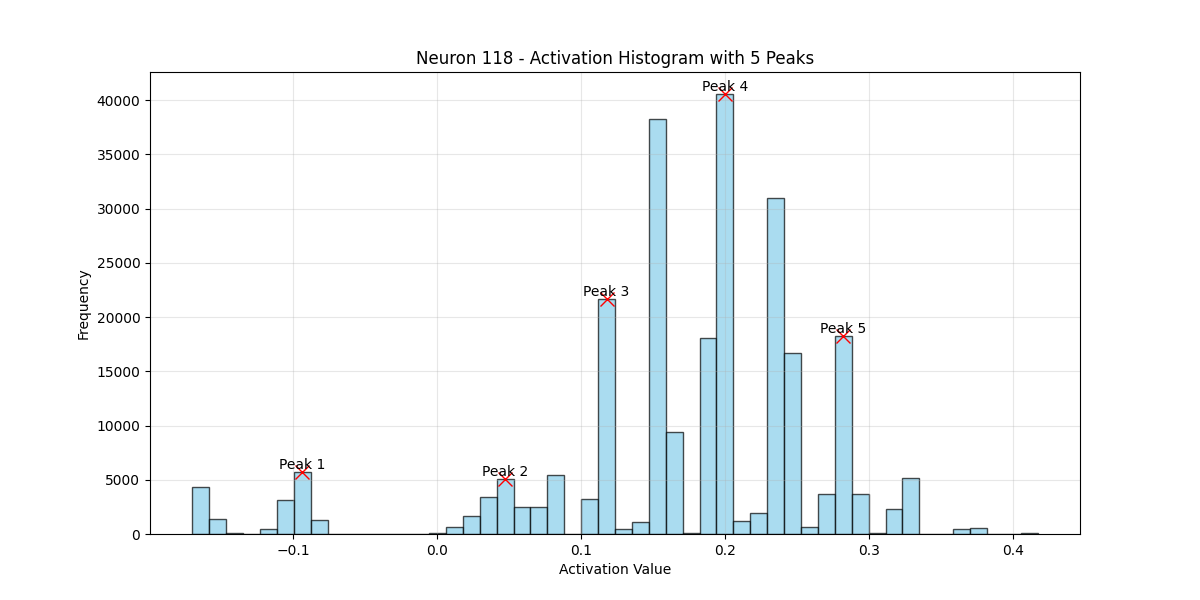 Neuron 118 - Activation Histogram with 5 Peaks
Peak 4
40000
35000
30000
25000
20000
15000
10000
5000
0
Peak 3
Peak 5
Peak 1
Peak 2
Frequency
−0.1
0.0
0.1
0.2
0.3
0.4
Activation Value